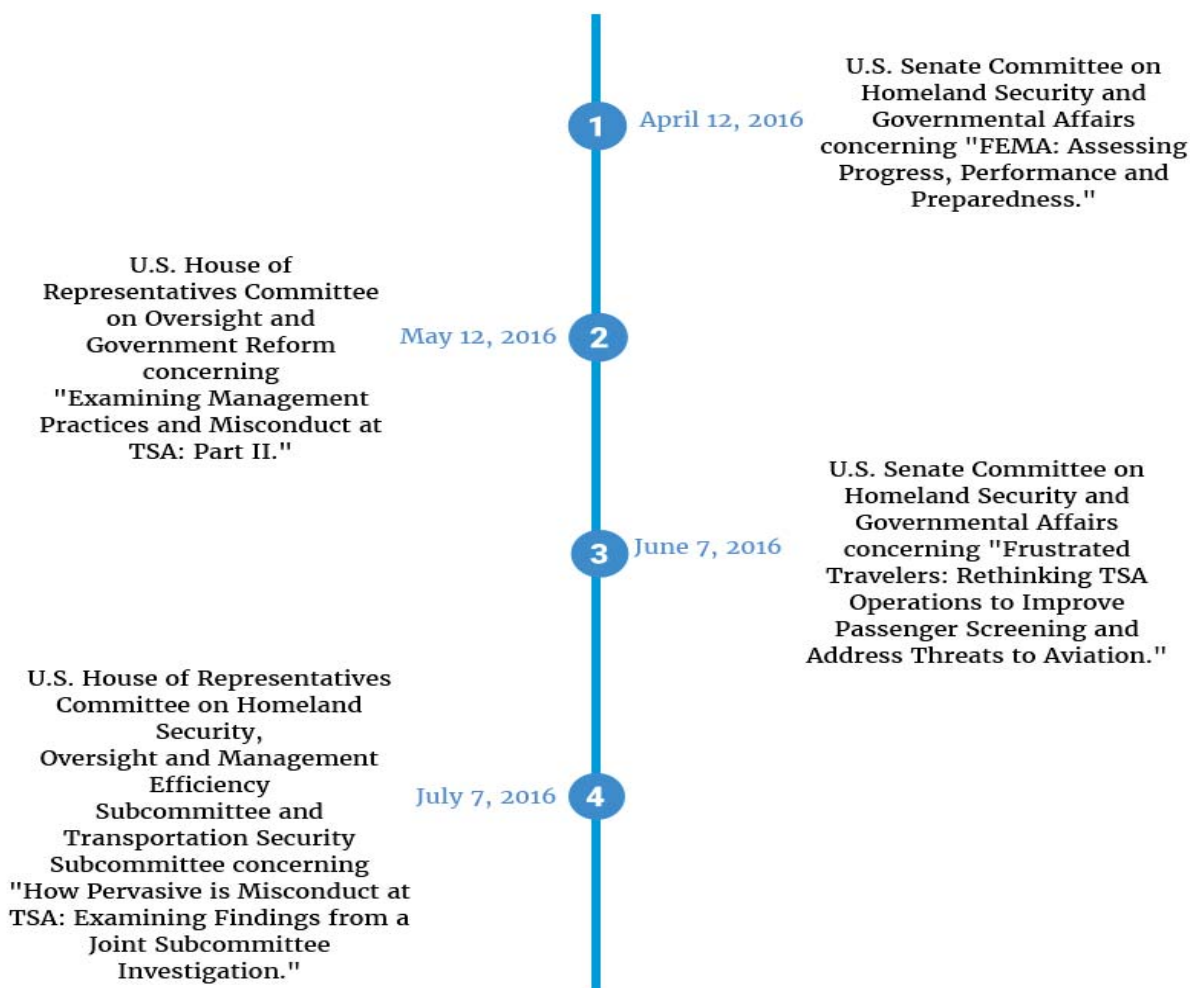 1
April 12, 2016
U.S. Senate Committee on
Homeland Security and
Governmental Affairs
concerning "FEMA: Assessing
Progress, Performance and
Preparedness."
U.S. House of
Representatives Committee
on Oversight and
Government Reform
concerning
"Examining Management
Practices and Misconduct at
TSA: Part II."
May 12, 2016
2
3
June 7, 2016
U.S. Senate Committee on
Homeland Security and
Governmental Affairs
concerning "Frustrated
Travelers: Rethinking TSA
Operations to Improve
Passenger Screening and
Address Threats to Aviation."
U.S. House of Representatives
Committee on Homeland
Security,
Oversight and Management
Efficiency
Subcommittee and
Transportation Security
Subcommittee concerning
"How Pervasive is Misconduct at
TSA: Examining Findings from a
Joint Subcommittee
Investigation."
July 7, 2016
4